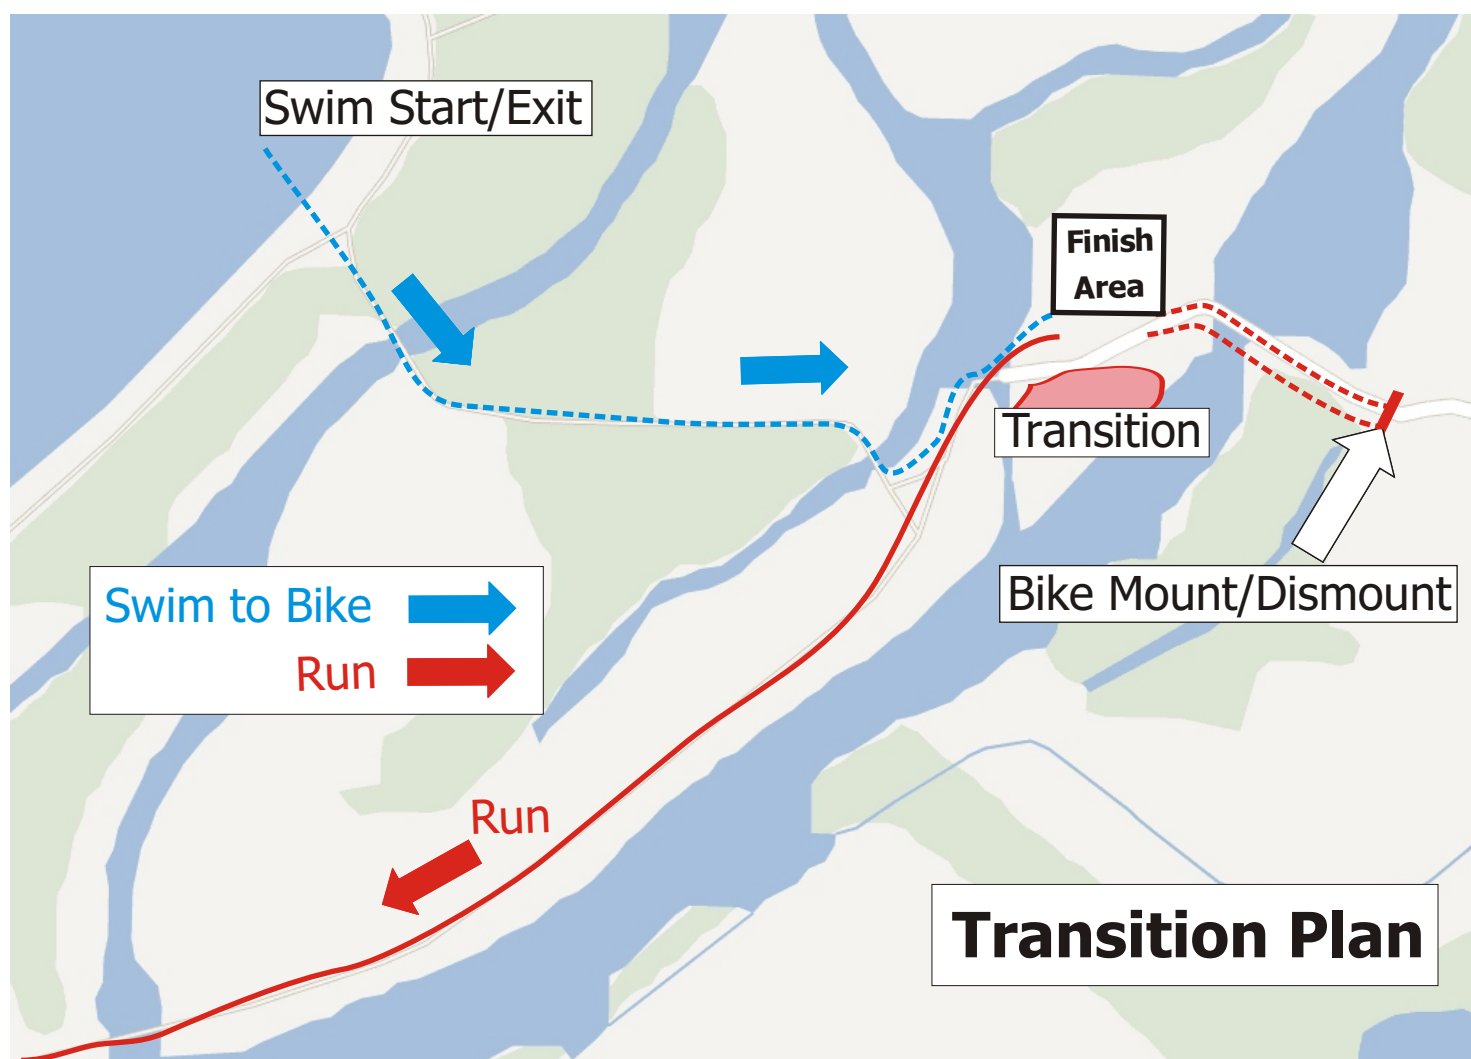 Swim Start/Exit
Finish
Area
Transition
Bike Mount/Dismount
Swim to Bike
Run
Run
Transition Plan